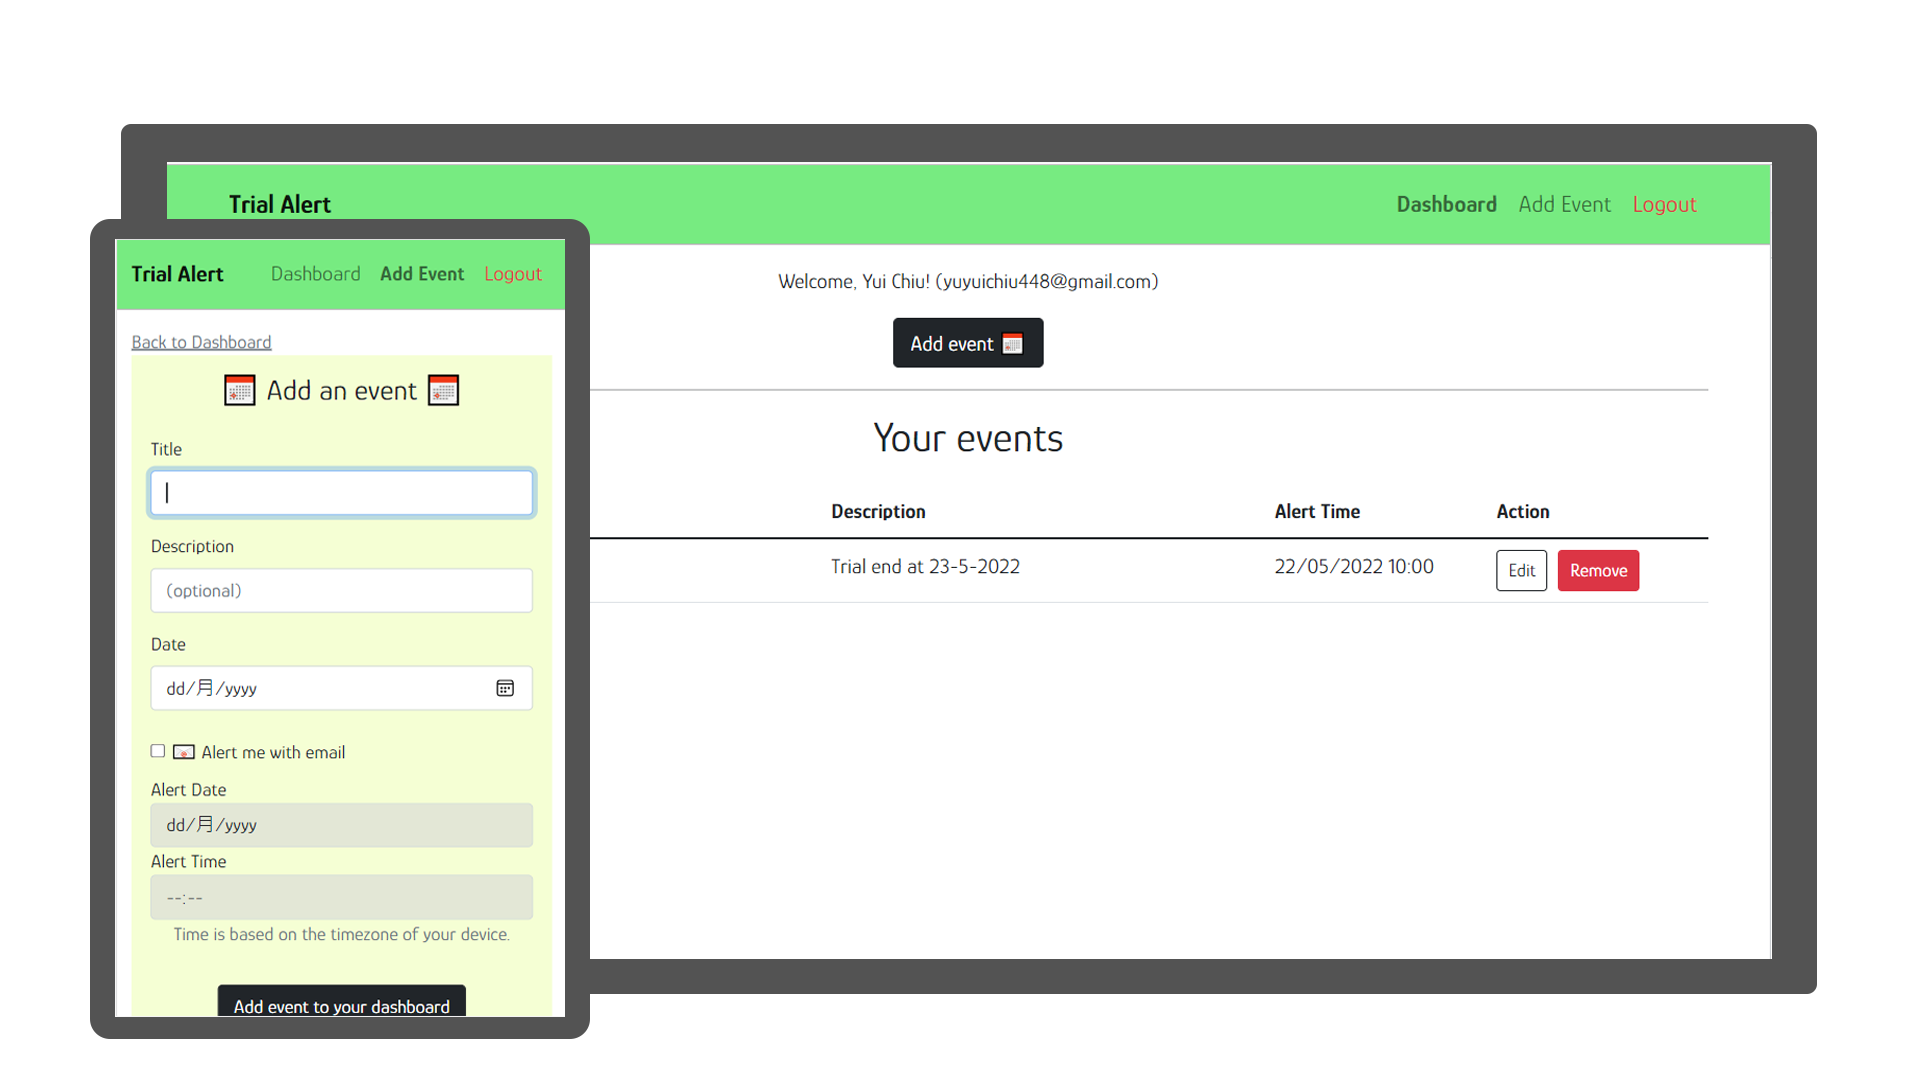 Trial Alert
Dashboard Add Event Logout
Welcome, Yui Chiu! (yuyuichiu448@gmail.com)
Add event
Your events
Description Alert Time Action
Trial end at 23-5-2022 22/05/2022 10:00 Edit Remove
Trial Alert Dashboard Add Event Logout
Back to Dashboard
Add an event
Title
Description
(optional)
Date
dd/月/yyyy
Alert me with email
Alert Date
dd/月/yyyy
Alert Time
--:--
Time is based on the timezone of your device.
Add event to your dashboard